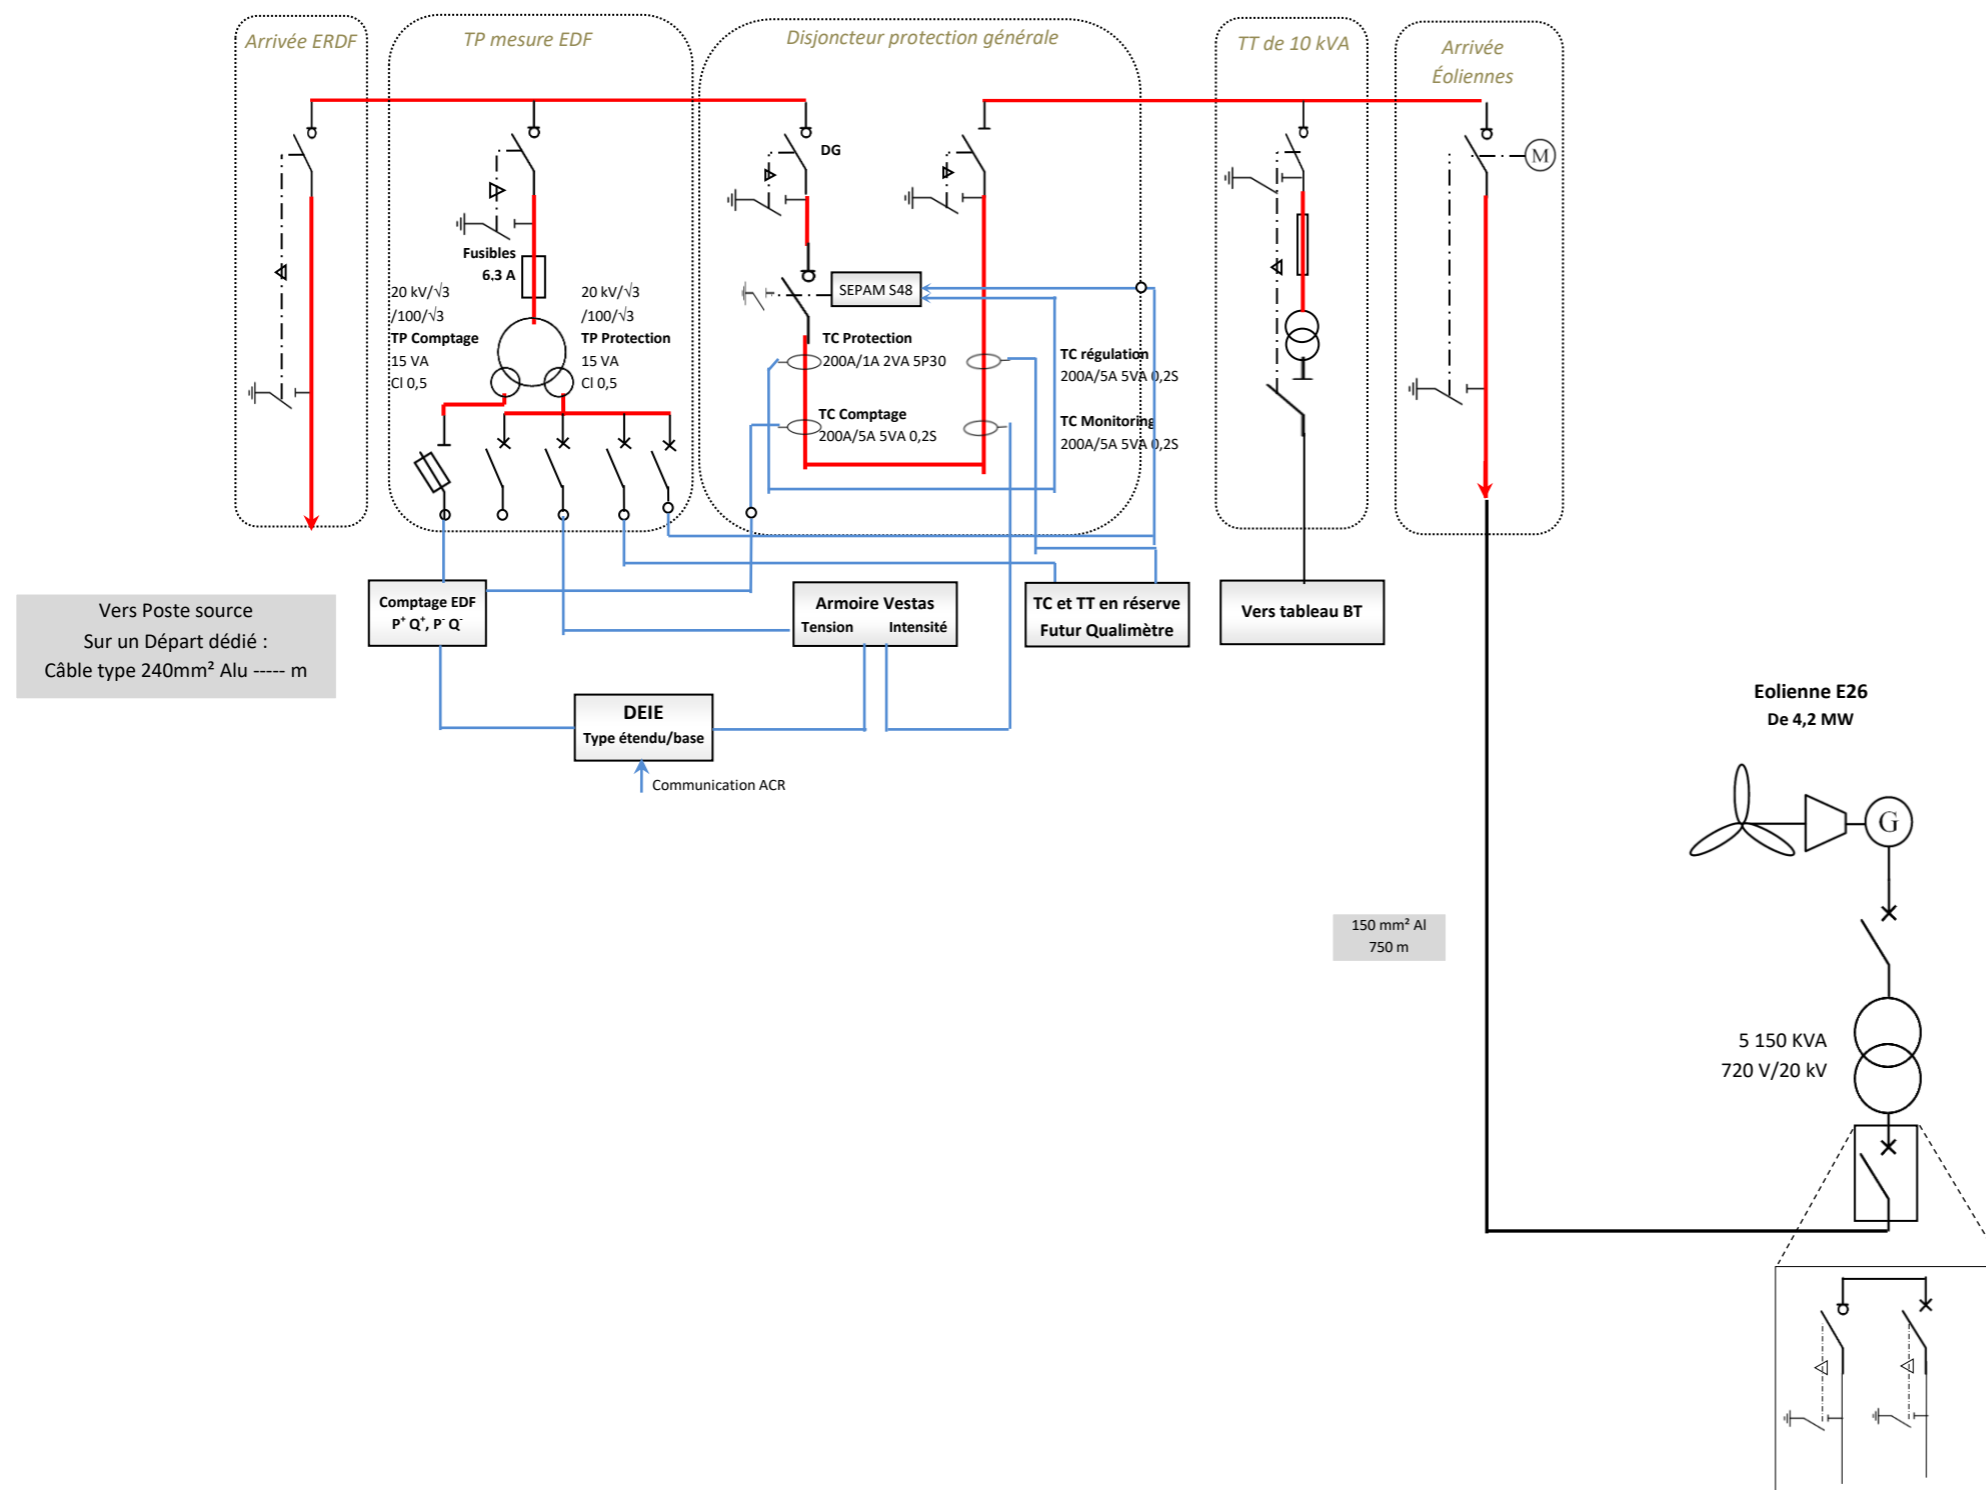 Arrivée ERDF
TP mesure EDF
Disjoncteur protection générale
TT de 10 kVA
Arrivée
Éoliennes
DG
M
Fusibles
6,3 A
SEPAM S48
20 kV/√3
/100/√3
TP Comptage
15 VA
Cl 0,5
20 kV/√3
/100/√3
TP Protection
15 VA
Cl 0,5
TC Protection
200A/1A 2VA 5P30
TC régulation
200A/5A 5VA 0,2S
TC Comptage
200A/5A 5VA 0,2S
TC Monitoring
200A/5A 5VA 0,2S
Vers Poste source
Sur un Départ dédié :
Câble type 240mm² Alu ----- m
Comptage EDF
P⁺ Q⁺, P⁻ Q⁻
Armoire Vestas
Tension Intensité
TC et TT en réserve
Futur Qualimètre
Vers tableau BT
DEIE
Type étendu/base
Communication ACR
Eolienne E26
De 4,2 MW
G
150 mm² Al
750 m
5 150 KVA
720 V/20 kV